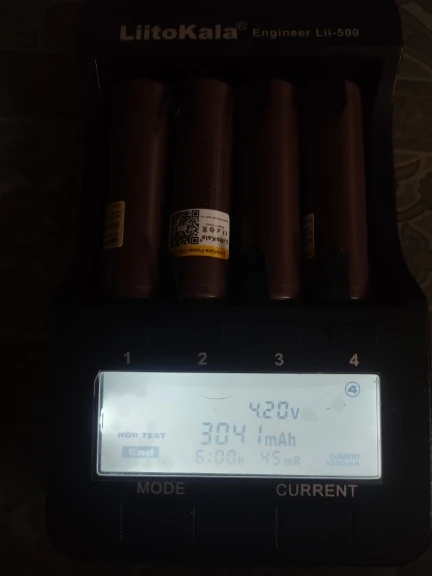 LiitoKala® Engineer Lii-500
LiitoKala
1 2 3 4
④
4.20v
NOR TEST
3041mAh
End
6:00h 45mR
CURRENT
1000mA
MODE CURRENT